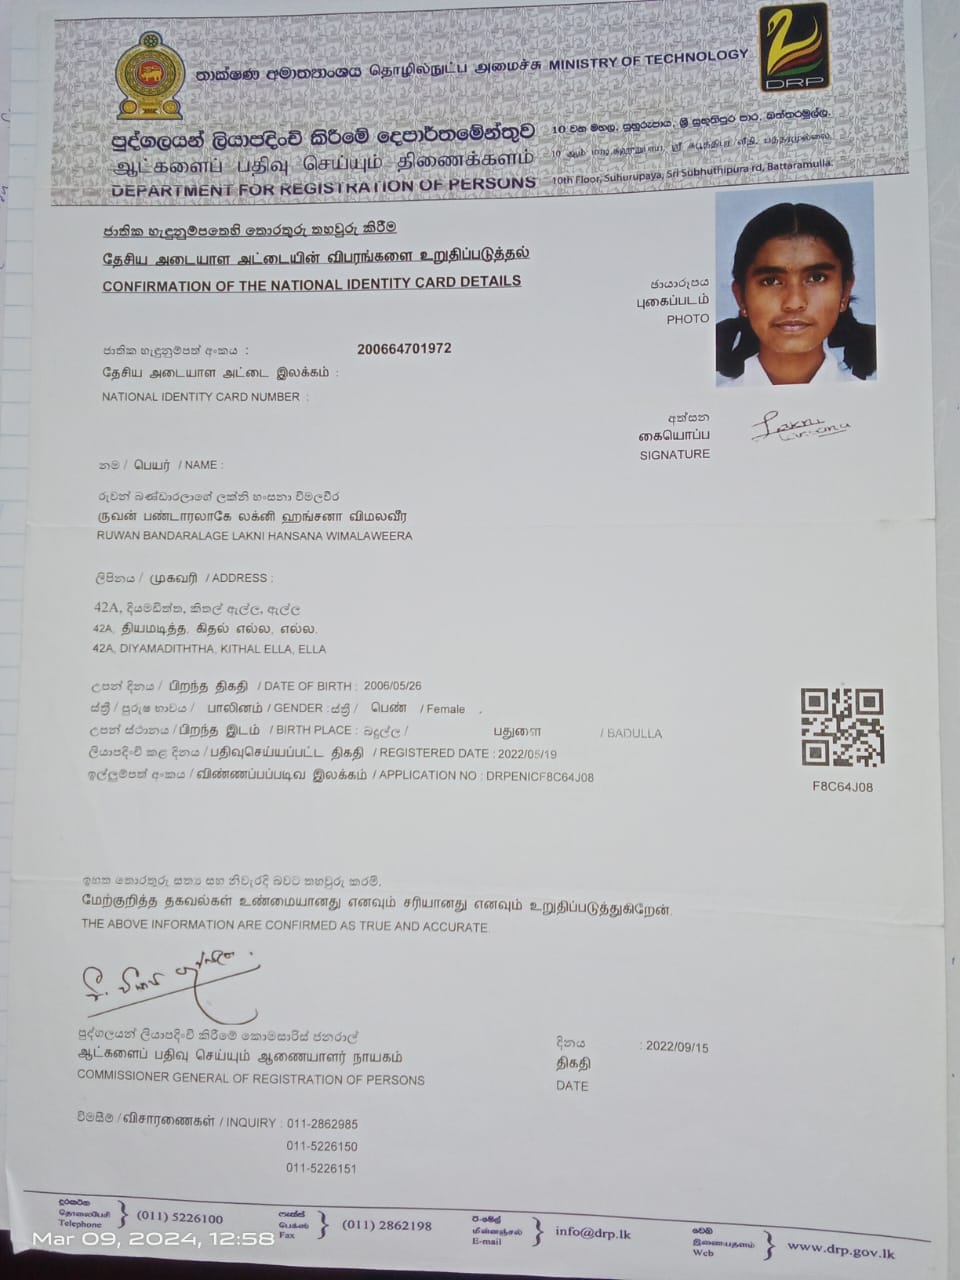 තාක්ෂණ අමාත්‍යාංශය தொழில்நுட்ப அமைச்சு MINISTRY OF TECHNOLOGY
DRP
පුද්ගලයන් ලියාපදිංචි කිරීමේ දෙපාර්තමේන්තුව
ஆட்களைப் பதிவு செய்யும் திணைக்களம்
DEPARTMENT FOR REGISTRATION OF PERSONS
10 වන මහල, සුහුරුපාය, ශ්‍රී සුභූතිපුර පාර, බත්තරමුල්ල.
10th Floor, Suhurupaya, Sri Subhuthipura rd, Battaramulla.
ජාතික හැඳුනුම්පතෙහි තොරතුරු තහවුරු කිරීම
தேசிய அடையாள அட்டையின் விபரங்களை உறுதிப்படுத்தல்
CONFIRMATION OF THE NATIONAL IDENTITY CARD DETAILS
ඡායාරූපය
புகைப்படம்
PHOTO
ජාතික හැඳුනුම්පත් අංකය : 200664701972
தேசிய அடையாள அட்டை இலக்கம் :
NATIONAL IDENTITY CARD NUMBER :
අත්සන
கையொப்ப
SIGNATURE
Lakni
නම / பெயர் / NAME :
රුවන් බණ්ඩාරලාගේ ලක්නි හංසනා විමලවීර
ருவன் பண்டாரலாகே லக்னி ஹங்சனா விமலவீர
RUWAN BANDARALAGE LAKNI HANSANA WIMALAWEERA
ලිපිනය / முகவரி / ADDRESS :
42A, දියමඩිත්ත, කිතල් ඇල්ල, ඇල්ල
42A, தியமடித்த, கிதல் எல்ல, எல்ல.
42A, DIYAMADITHTHA, KITHAL ELLA, ELLA
උපන් දිනය / பிறந்த திகதி / DATE OF BIRTH : 2006/05/26
ස්ත්‍රී / පුරුෂ භාවය / பாலினம் / GENDER : ස්ත්‍රී / பெண் / Female
උපන් ස්ථානය / பிறந்த இடம் / BIRTH PLACE : බදුල්ල / பதுளை / BADULLA
ලියාපදිංචි කළ දිනය / பதிவுசெய்யப்பட்ட திகதி / REGISTERED DATE : 2022/05/19
ඉල්ලුම්පත් අංකය / விண்ணப்பப்படிவ இலக்கம் / APPLICATION NO : DRPENICF8C64J08
F8C64J08
ඉහත තොරතුරු සත්‍ය සහ නිවැරදි බවට තහවුරු කරමි.
மேற்குறித்த தகவல்கள் உண்மையானது எனவும் சரியானது எனவும் உறுதிப்படுத்துகிறேன்.
THE ABOVE INFORMATION ARE CONFIRMED AS TRUE AND ACCURATE.
පුද්ගලයන් ලියාපදිංචි කිරීමේ කොමසාරිස් ජනරාල්
ஆட்களைப் பதிவு செய்யும் ஆணையாளர் நாயகம்
COMMISSIONER GENERAL OF REGISTRATION OF PERSONS
දිනය : 2022/09/15
திகதி
DATE
විමසීම / விசாரணைகள் / INQUIRY : 011-2862985
011-5226150
011-5226151
දුරකථන
தொலைபேசி
Telephone
(011) 5226100
ෆැක්ස්
பெக்ஸ்
Fax
(011) 2862198
ඊ-මේල්
மின்னஞ்சல்
E-mail
info@drp.lk
වෙබ්
இணையதளம்
Web
www.drp.gov.lk
Mar 09, 2024, 12:58